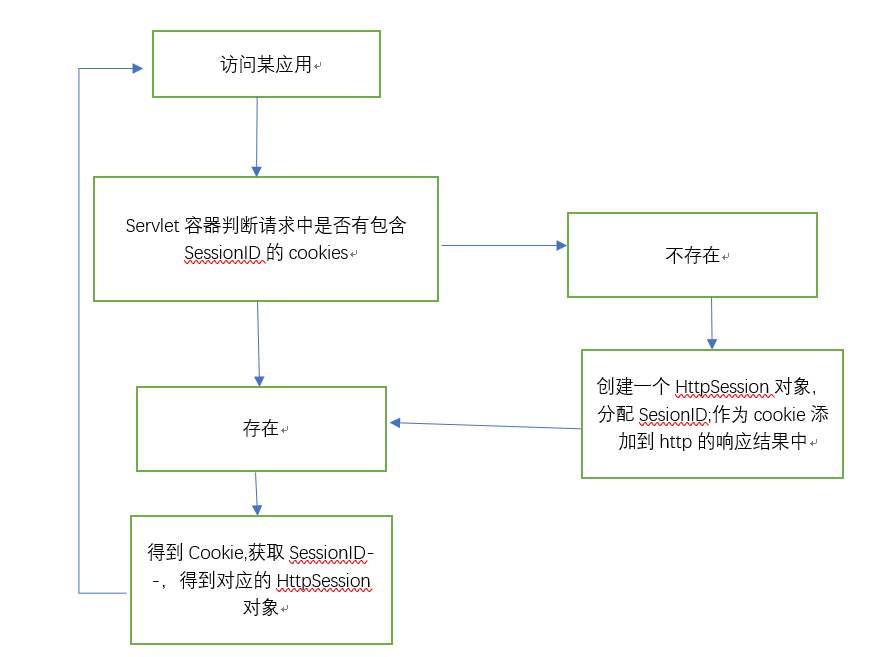 访问某应用
Servlet 容器判断请求中是否有包含
SessionID 的 cookies
不存在
创建一个 HttpSession 对象，
分配 SesionID;作为 cookie 添
加到 http 的响应结果中
存在
得到 Cookie,获取 SessionID-
-，得到对应的 HttpSession
对象